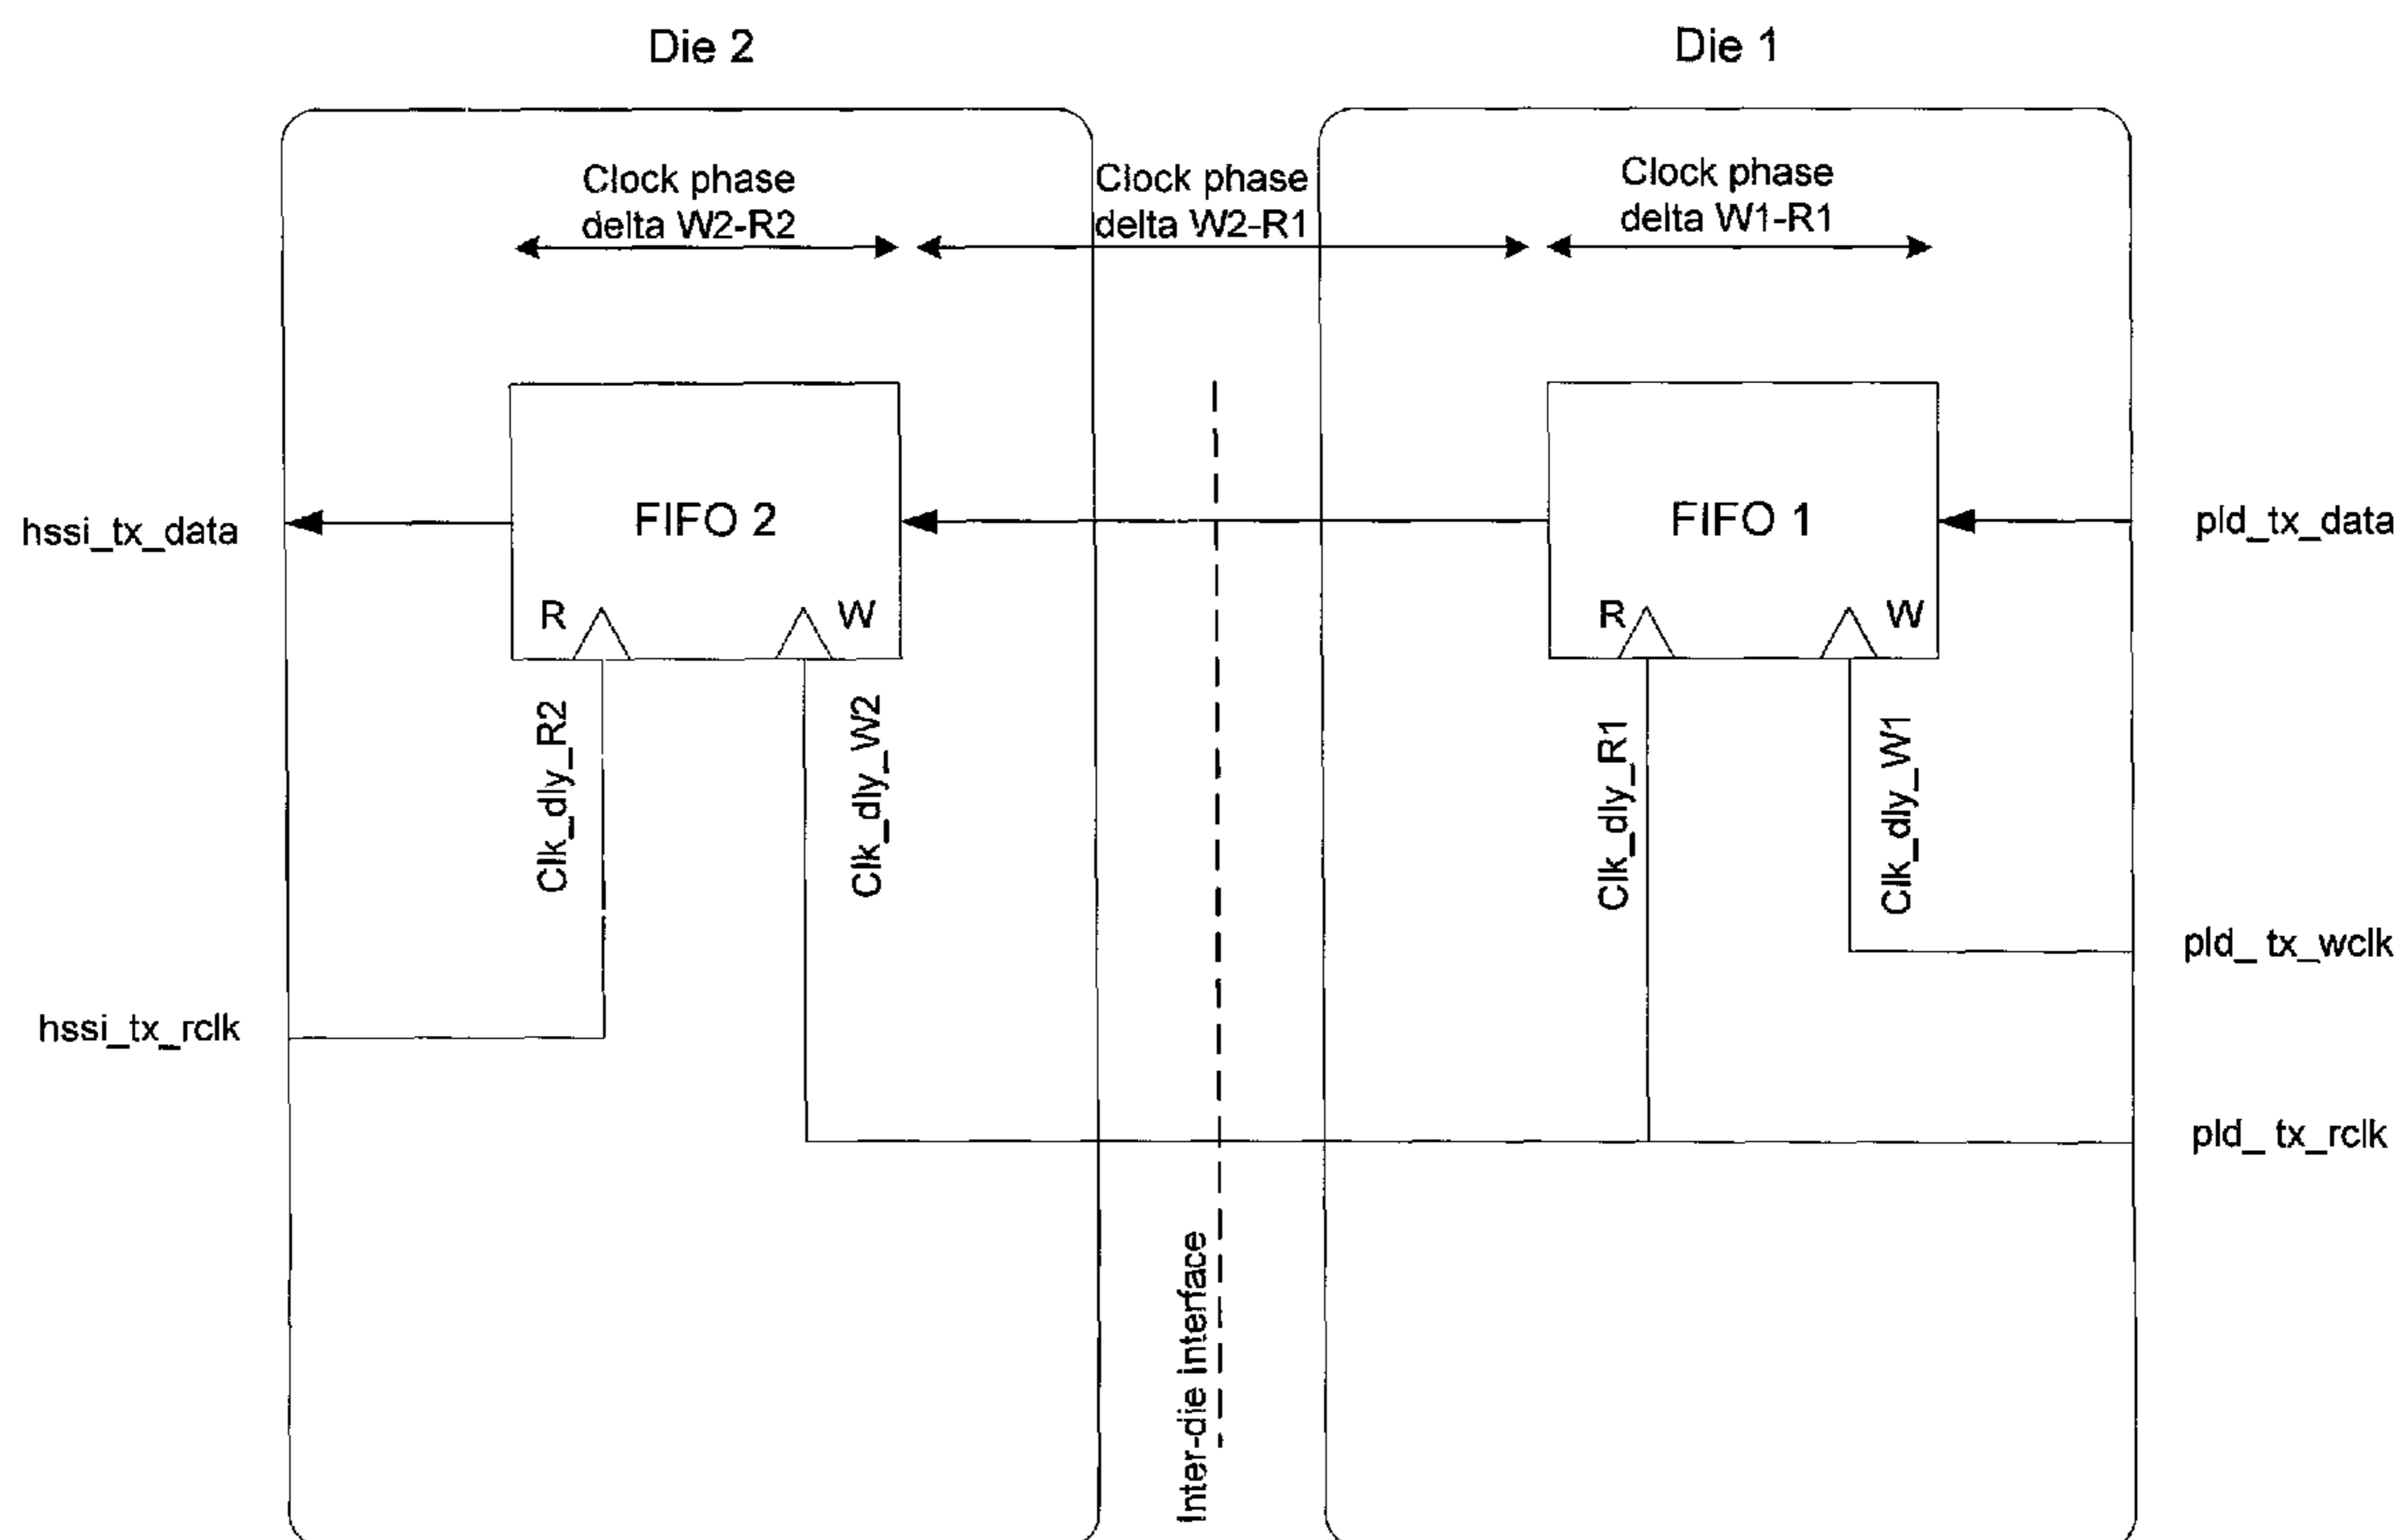 Die 2
Die 1
Clock phase
delta W2-R2
Clock phase
delta W2-R1
Clock phase
delta W1-R1
hssi_tx_data
FIFO 2
FIFO 1
pld_tx_data
R
W
R
W
Clk_dly_R2
Clk_dly_W2
Clk_dly_R1
Clk_dly_W1
pld_ tx_wclk
hssi_tx_rclk
pld_ tx_rclk
Inter-die interface